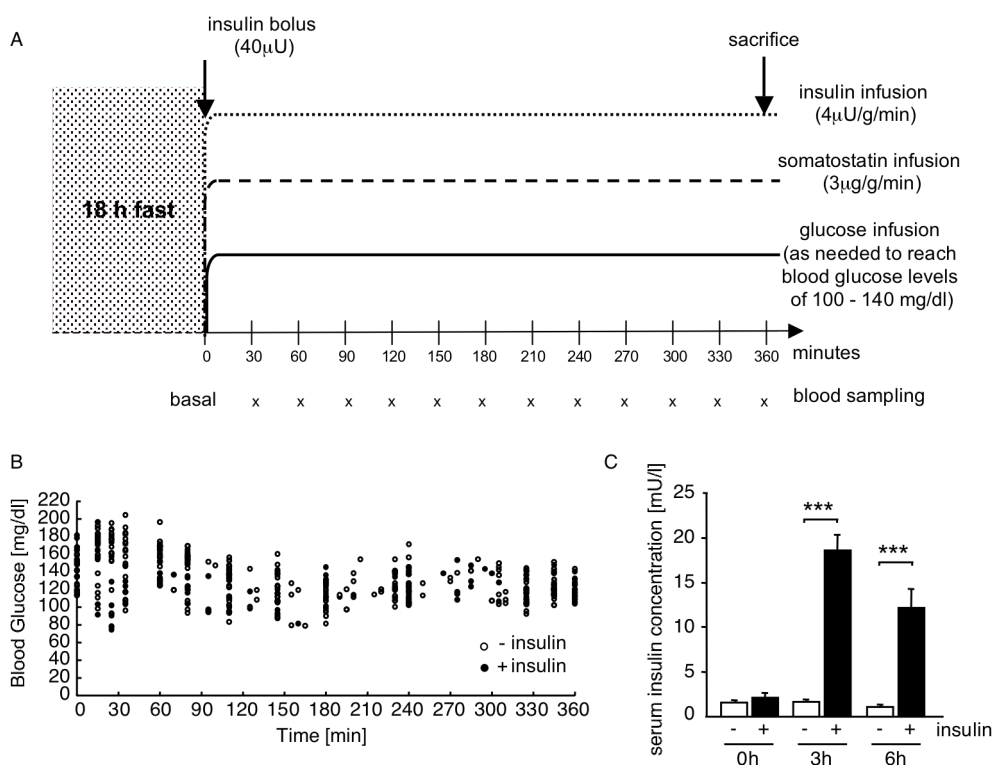 A
insulin bolus
(40μU)
sacrifice
insulin infusion
(4μU/g/min)
somatostatin infusion
(3μg/g/min)
18 h fast
glucose infusion
(as needed to reach
blood glucose levels
of 100 - 140 mg/dl)
0 30 60 90 120 150 180 210 240 270 300 330 360 minutes
basal x x x x x x x x x x x x blood sampling
B
Blood Glucose [mg/dl]
220
200
180
160
140
120
100
80
60
40
20
0
- insulin
+ insulin
0 30 60 90 120 150 180 210 240 270 300 330 360
Time [min]
C
serum insulin concentration [mU/l]
25
20
15
10
5
0
***
***
- + - + - + insulin
0h 3h 6h